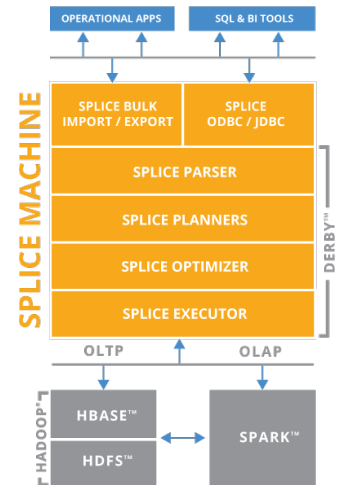 OPERATIONAL APPS
SQL & BI TOOLS
SPLICE MACHINE
SPLICE BULK
IMPORT / EXPORT
SPLICE
ODBC / JDBC
SPLICE PARSER
SPLICE PLANNERS
SPLICE OPTIMIZER
SPLICE EXECUTOR
DERBY™
OLTP
OLAP
HADOOP®
HBASE™
HDFS™
SPARK™